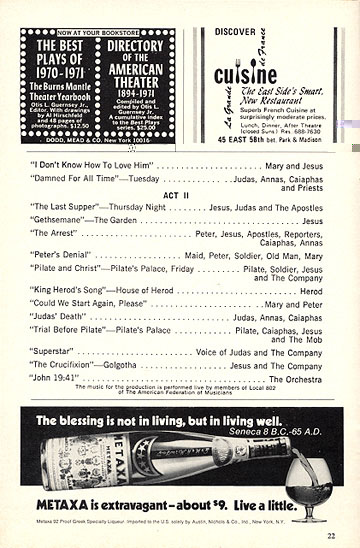 NOW AT YOUR BOOKSTORE
THE BEST
PLAYS OF
1970-1971
The Burns Mantle
Theater Yearbook
Otis L. Guernsey Jr.,
Editor. With drawings
by Al Hirschfeld
and 48 pages of
photographs. $12.50
DIRECTORY
OF THE
AMERICAN
THEATER
1894-1971
Compiled and
edited by Otis L.
Guernsey Jr.
A cumulative index
to the Best Plays
series. $25.00
DODD, MEAD & CO. New York 10016
DISCOVER
La Grande
cuisine
de France
The East Side's Smart,
New Restaurant
Superb French Cuisine at
surprisingly moderate prices.
Lunch, Dinner, After Theatre
(closed Suns.) Res. 688-7630
45 EAST 58th bet. Park & Madison
"I Don't Know How To Love Him" Mary and Jesus
"Damned For All Time"—Tuesday Judas, Annas, Caiaphas
and Priests
ACT II
"The Last Supper"—Thursday Night Jesus, Judas and The Apostles
"Gethsemane"—The Garden Jesus
"The Arrest" Peter, Jesus, Apostles, Reporters,
Caiaphas, Annas
"Peter's Denial" Maid, Peter, Soldier, Old Man, Mary
"Pilate and Christ"—Pilate's Palace, Friday Pilate, Soldier, Jesus
and The Company
"King Herod's Song"—House of Herod Herod
"Could We Start Again, Please" Mary and Peter
"Judas' Death" Judas, Annas, Caiaphas
"Trial Before Pilate"—Pilate's Palace Pilate, Caiaphas, Jesus
and The Mob
"Superstar" Voice of Judas and The Company
"The Crucifixion"—Golgotha Jesus and The Company
"John 19:41" The Orchestra
The music for the production is performed live by members of Local 802
of The American Federation of Musicians
The blessing is not in living, but in living well.
Seneca 8 B.C.-65 A.D.
METAXA
METAXA is extravagant–about $9. Live a little.
Metaxa 92 Proof Greek Specialty Liqueur. Imported to the U.S. solely by Austin, Nichols & Co., Inc., New York, N.Y.
22